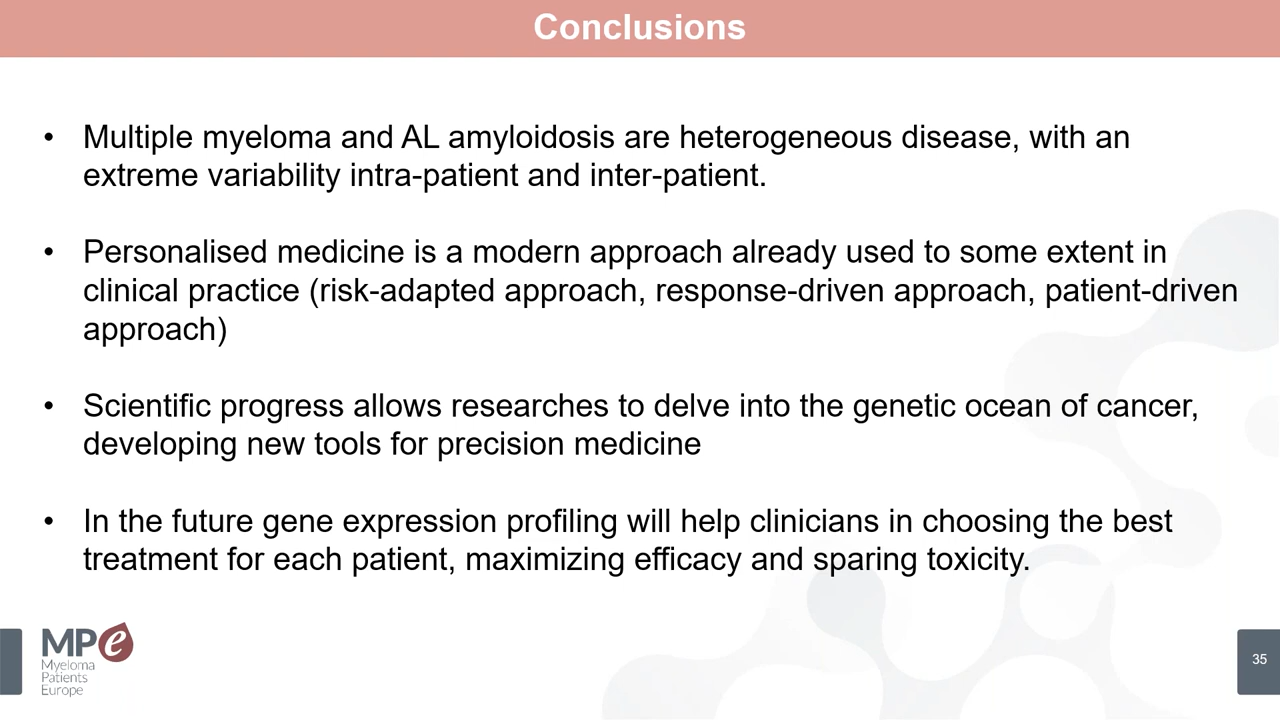 Conclusions
• Multiple myeloma and AL amyloidosis are heterogeneous disease, with an
extreme variability intra-patient and inter-patient.
• Personalised medicine is a modern approach already used to some extent in
clinical practice (risk-adapted approach, response-driven approach, patient-driven
approach)
• Scientific progress allows researches to delve into the genetic ocean of cancer,
developing new tools for precision medicine
• In the future gene expression profiling will help clinicians in choosing the best
treatment for each patient, maximizing efficacy and sparing toxicity.
MPe
Myeloma
Patients
Europe
35